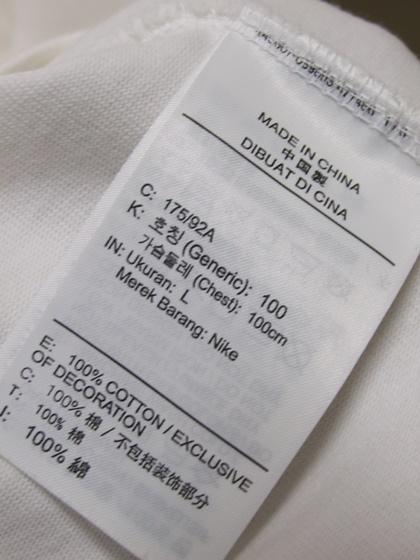 MADE IN CHINA
中国製
DIBUAT DI CINA
C: 175/92A
K: 호칭 (Generic): 100
가슴둘레 (Chest): 100cm
IN: Ukuran: L
Merek Barang: Nike
E: 100% COTTON / EXCLUSIVE
OF DECORATION
C: 100% 棉 / 不包括装饰部分
T: 100% 棉
100% 綿